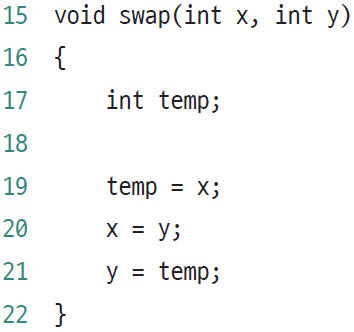 15 void swap(int x, int y)
16 {
17     int temp;
18
19     temp = x;
20     x = y;
21     y = temp;
22 }